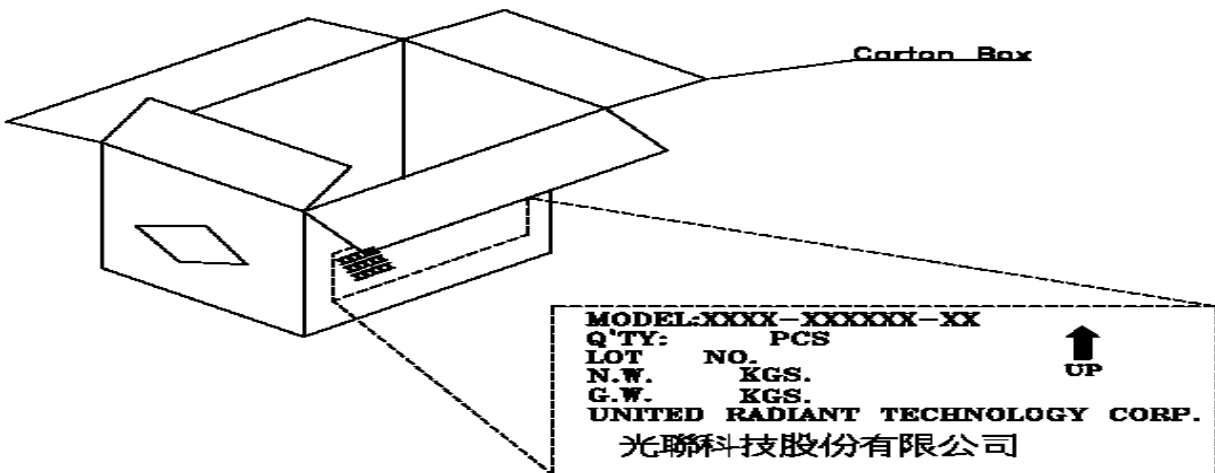 Carton Box
MODEL:XXXX-XXXXXX-XX
Q'TY: PCS
LOT NO.
N.W. KGS.
G.W. KGS.
UP
UNITED RADIANT TECHNOLOGY CORP.
光聯科技股份有限公司